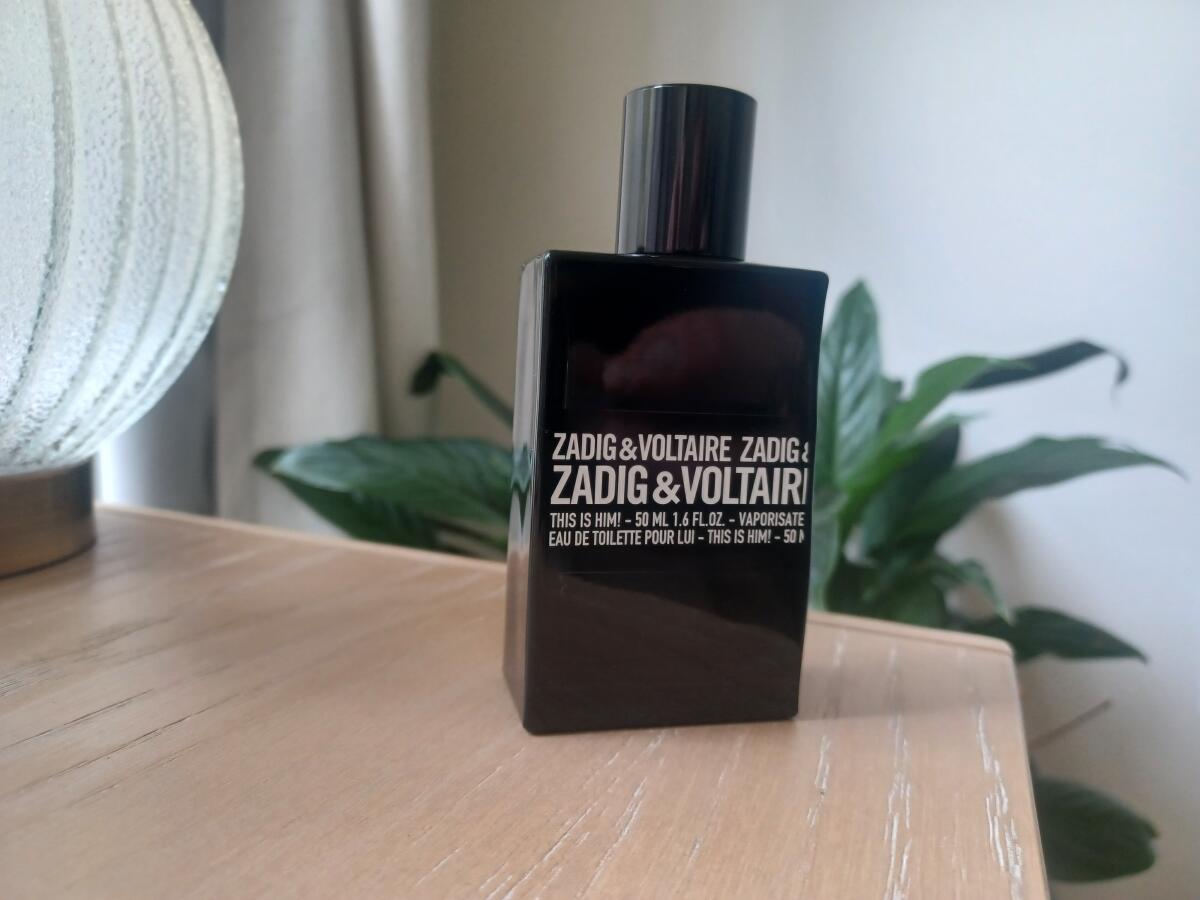 ZADIG&VOLTAIRE ZADIG&
ZADIG&VOLTAIRE
THIS IS HIM! – 50 ML 1.6 FL.OZ. – VAPORISATE
EAU DE TOILETTE POUR LUI – THIS IS HIM! – 50 M